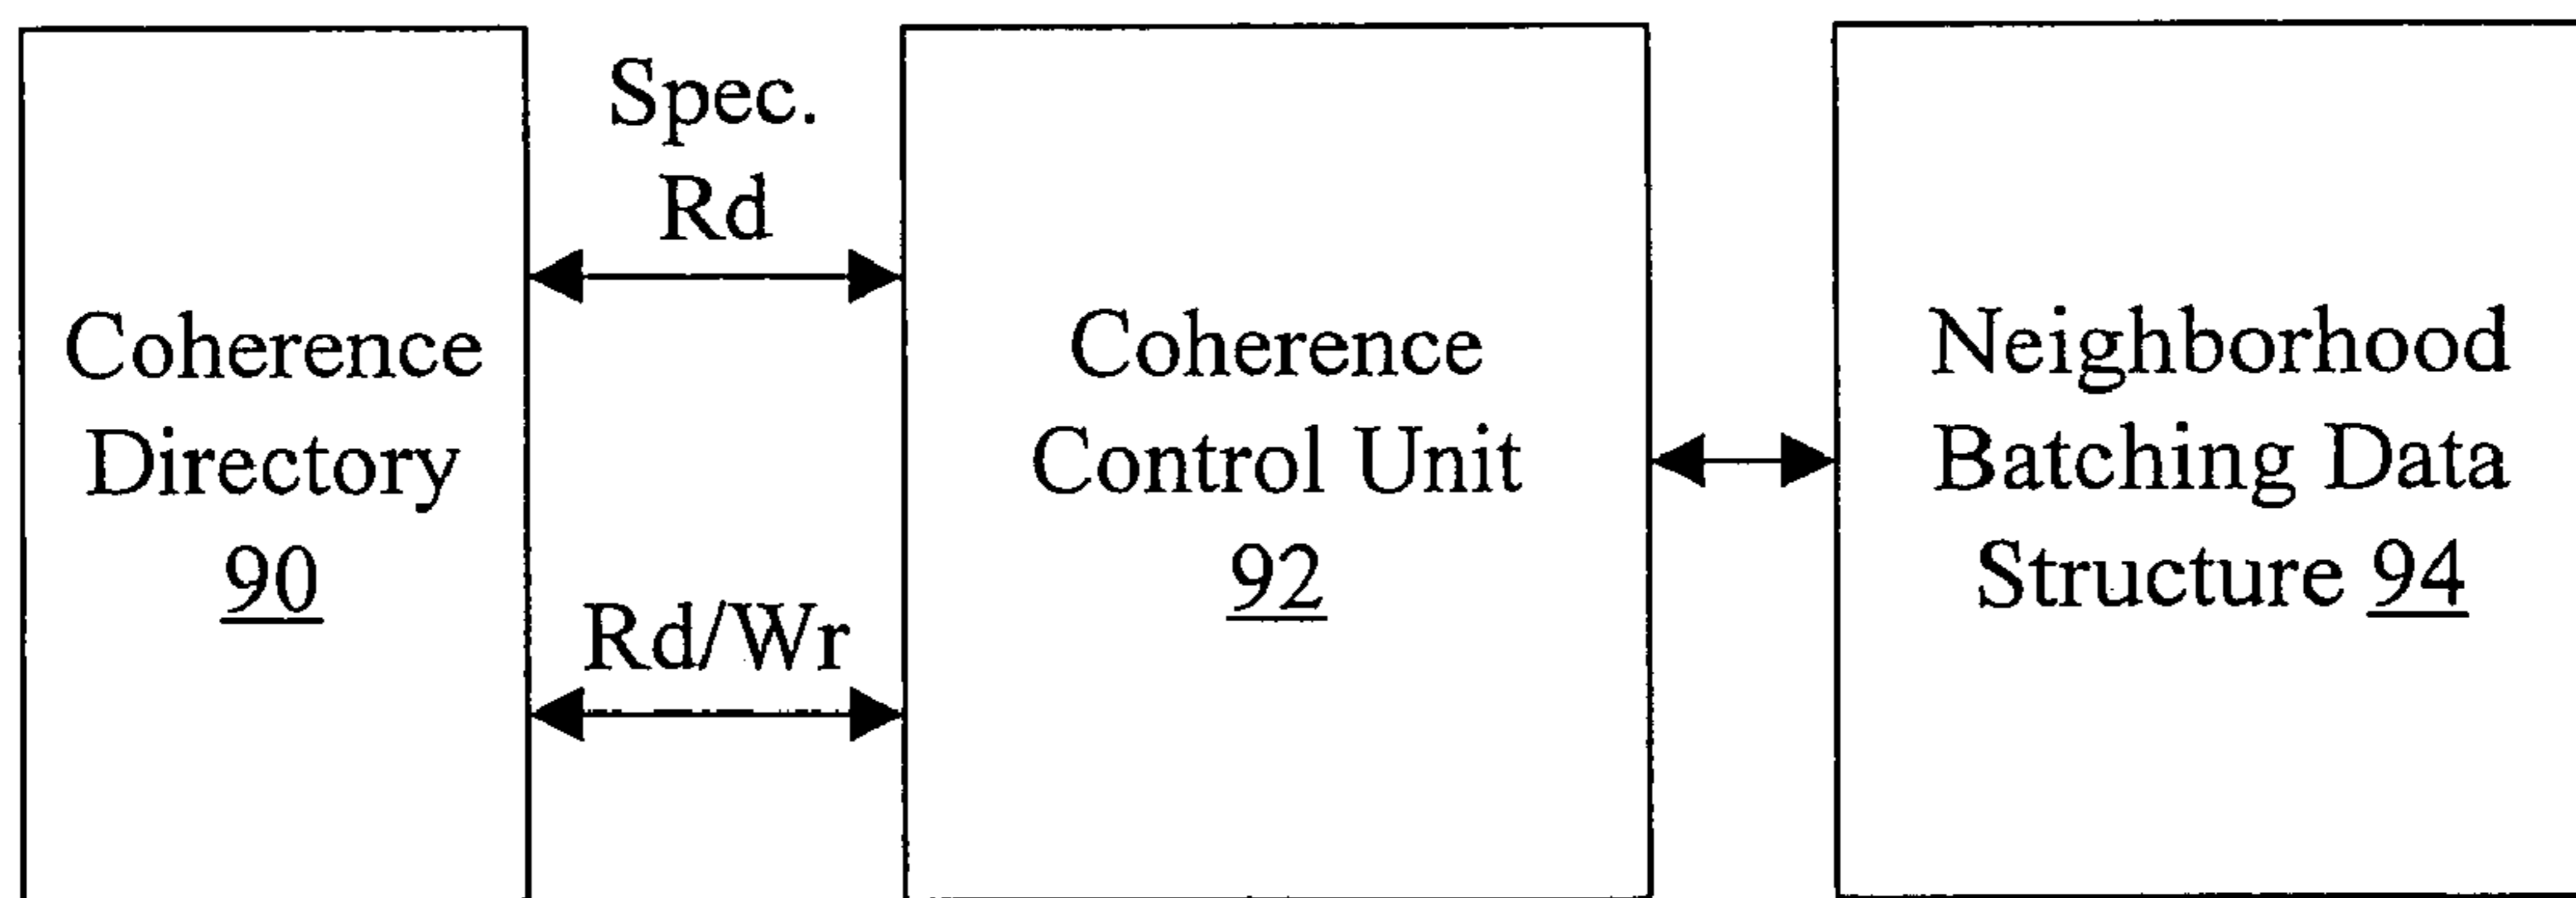 Coherence
Directory
90
Spec.
Rd
Rd/Wr
Coherence
Control Unit
92
Neighborhood
Batching Data
Structure 94